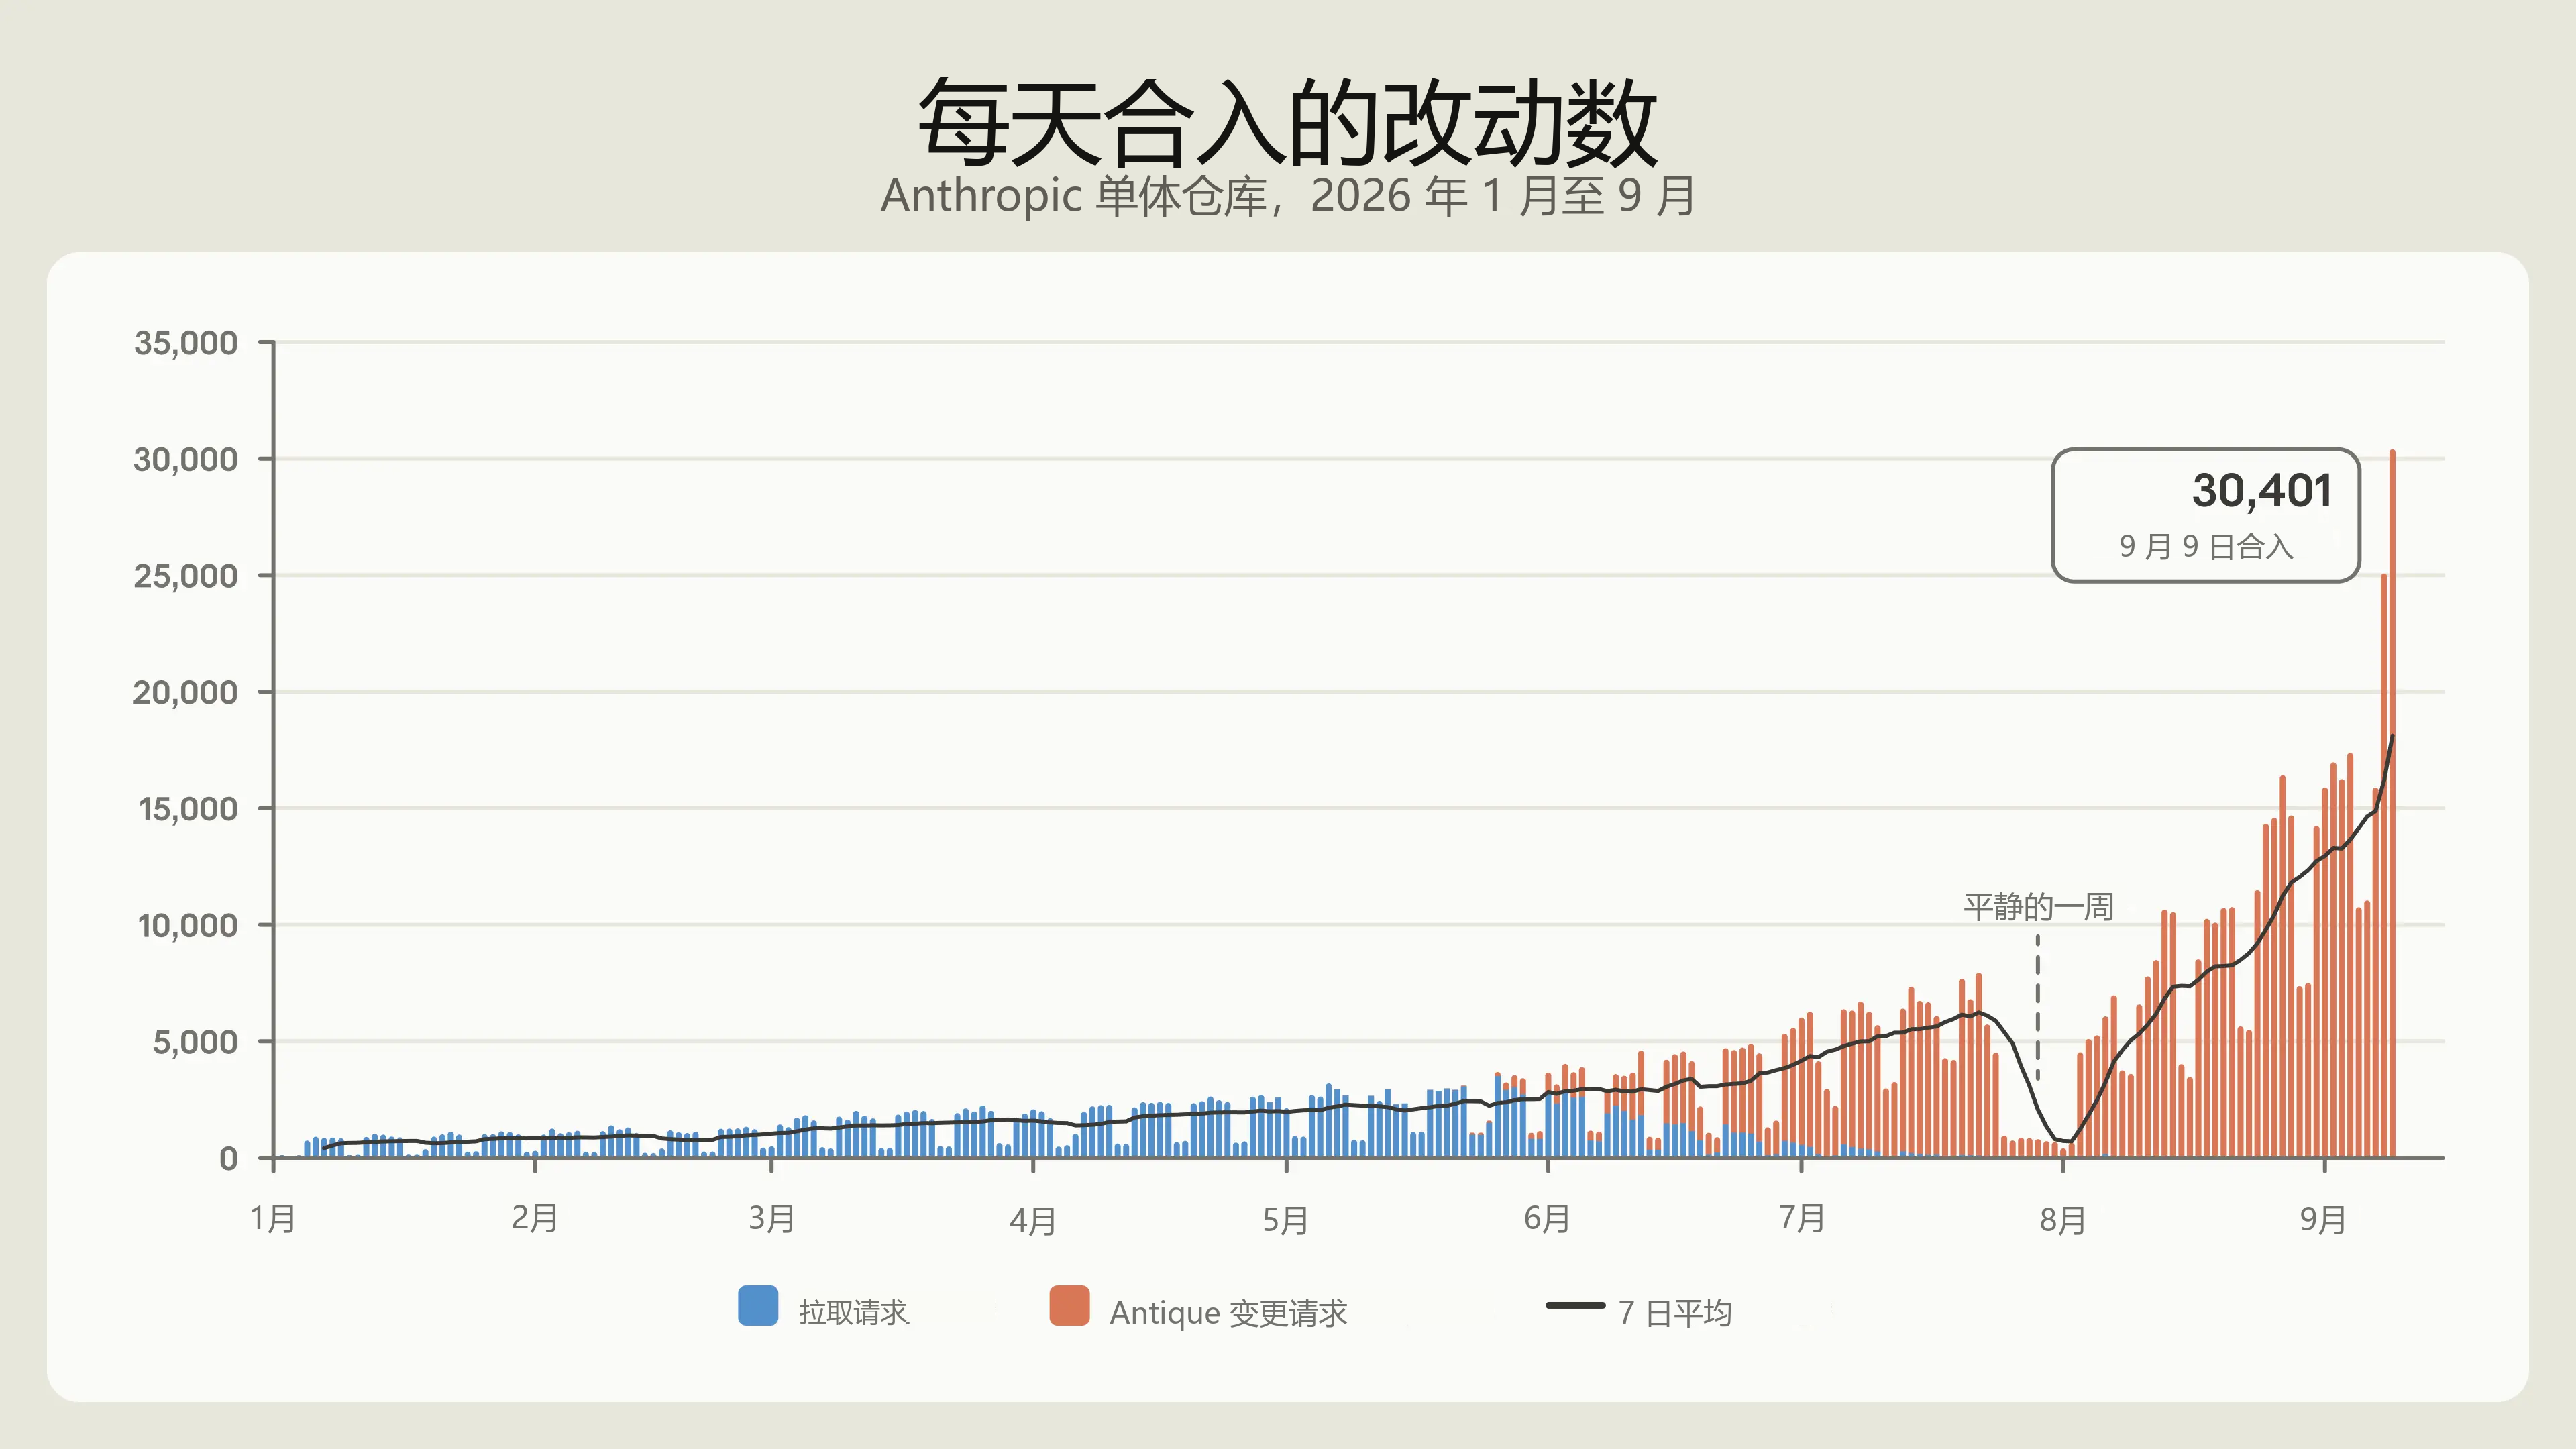 每天合入的改动数
Anthropic 单体仓库，2026 年 1 月至 9 月
35,000
30,000
25,000
20,000
15,000
10,000
5,000
0
30,401
9 月 9 日合入
平静的一周
1月 2月 3月 4月 5月 6月 7月 8月 9月
拉取请求 Antique 变更请求 7 日平均